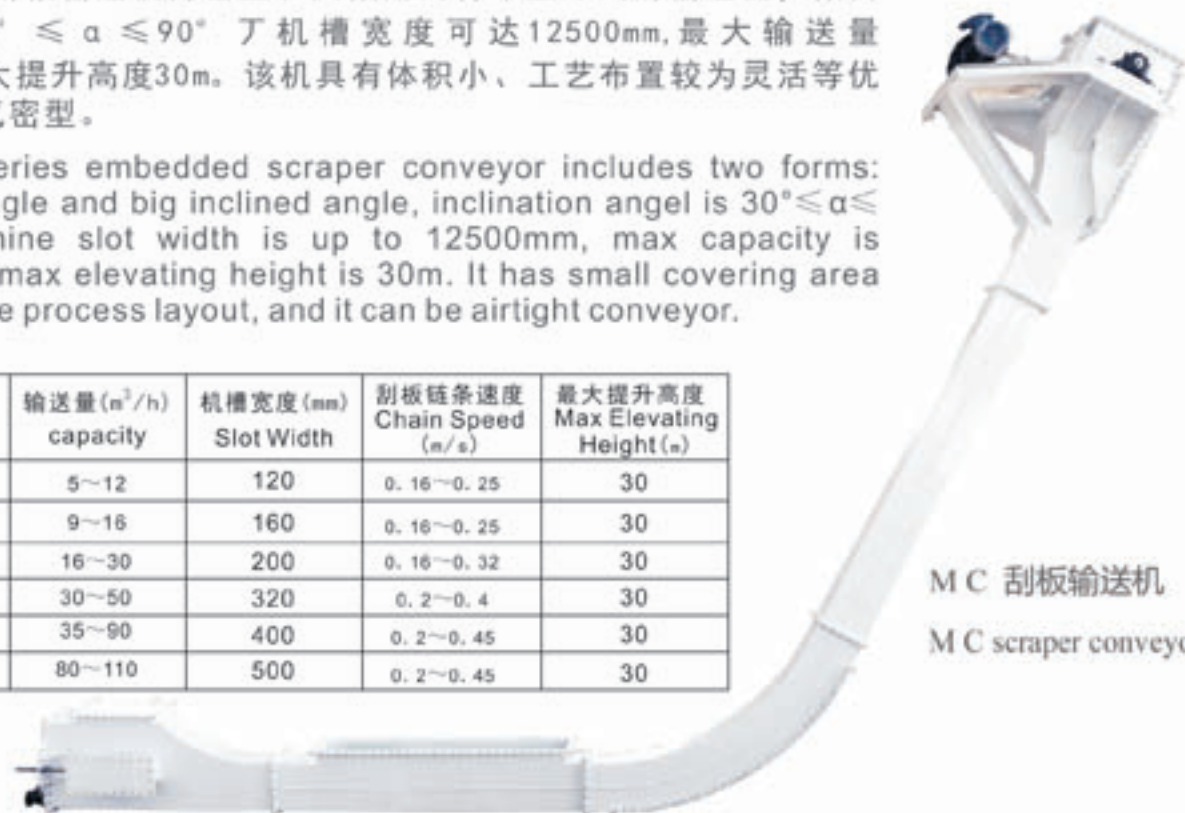 ° ≤ α ≤90° 丁机槽宽度可达12500mm,最大输送量
大提升高度30m。该机具有体积小、工艺布置较为灵活等优
密型。
eries embedded scraper conveyor includes two forms:
gle and big inclined angle, inclination angel is 30°≤α≤
hine slot width is up to 12500mm, max capacity is
max elevating height is 30m. It has small covering area
e process layout, and it can be airtight conveyor.
输送量(m³/h) capacity 机槽宽度(mm) Slot Width 刮板链条速度 Chain Speed (m/s) 最大提升高度 Max Elevating Height(m)
5~12 120 0.16~0.25 30
9~16 160 0.16~0.25 30
16~30 200 0.16~0.32 30
30~50 320 0.2~0.4 30
35~90 400 0.2~0.45 30
80~110 500 0.2~0.45 30
MC 刮板输送机
MC scraper conveyo